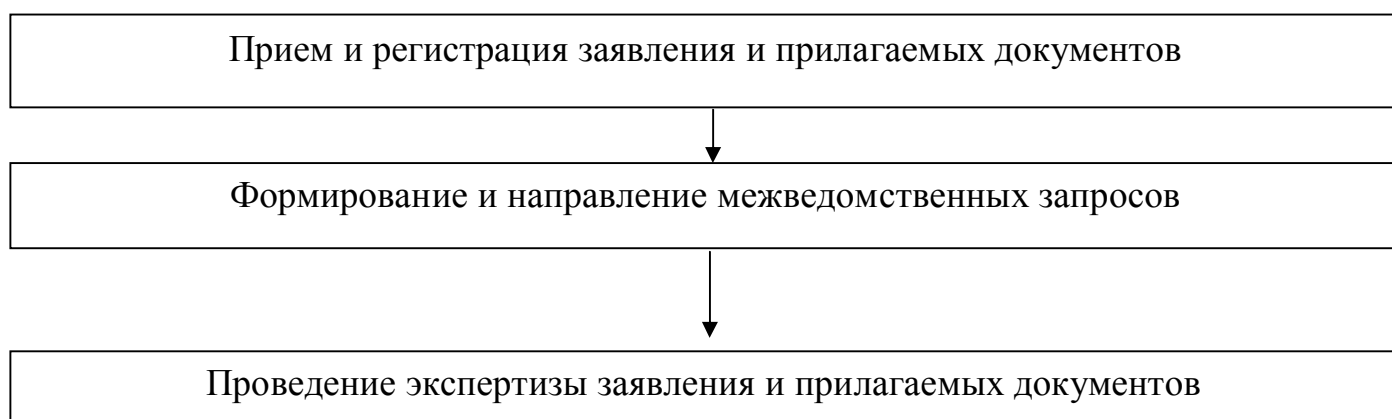 Прием и регистрация заявления и прилагаемых документов
Формирование и направление межведомственных запросов
Проведение экспертизы заявления и прилагаемых документов